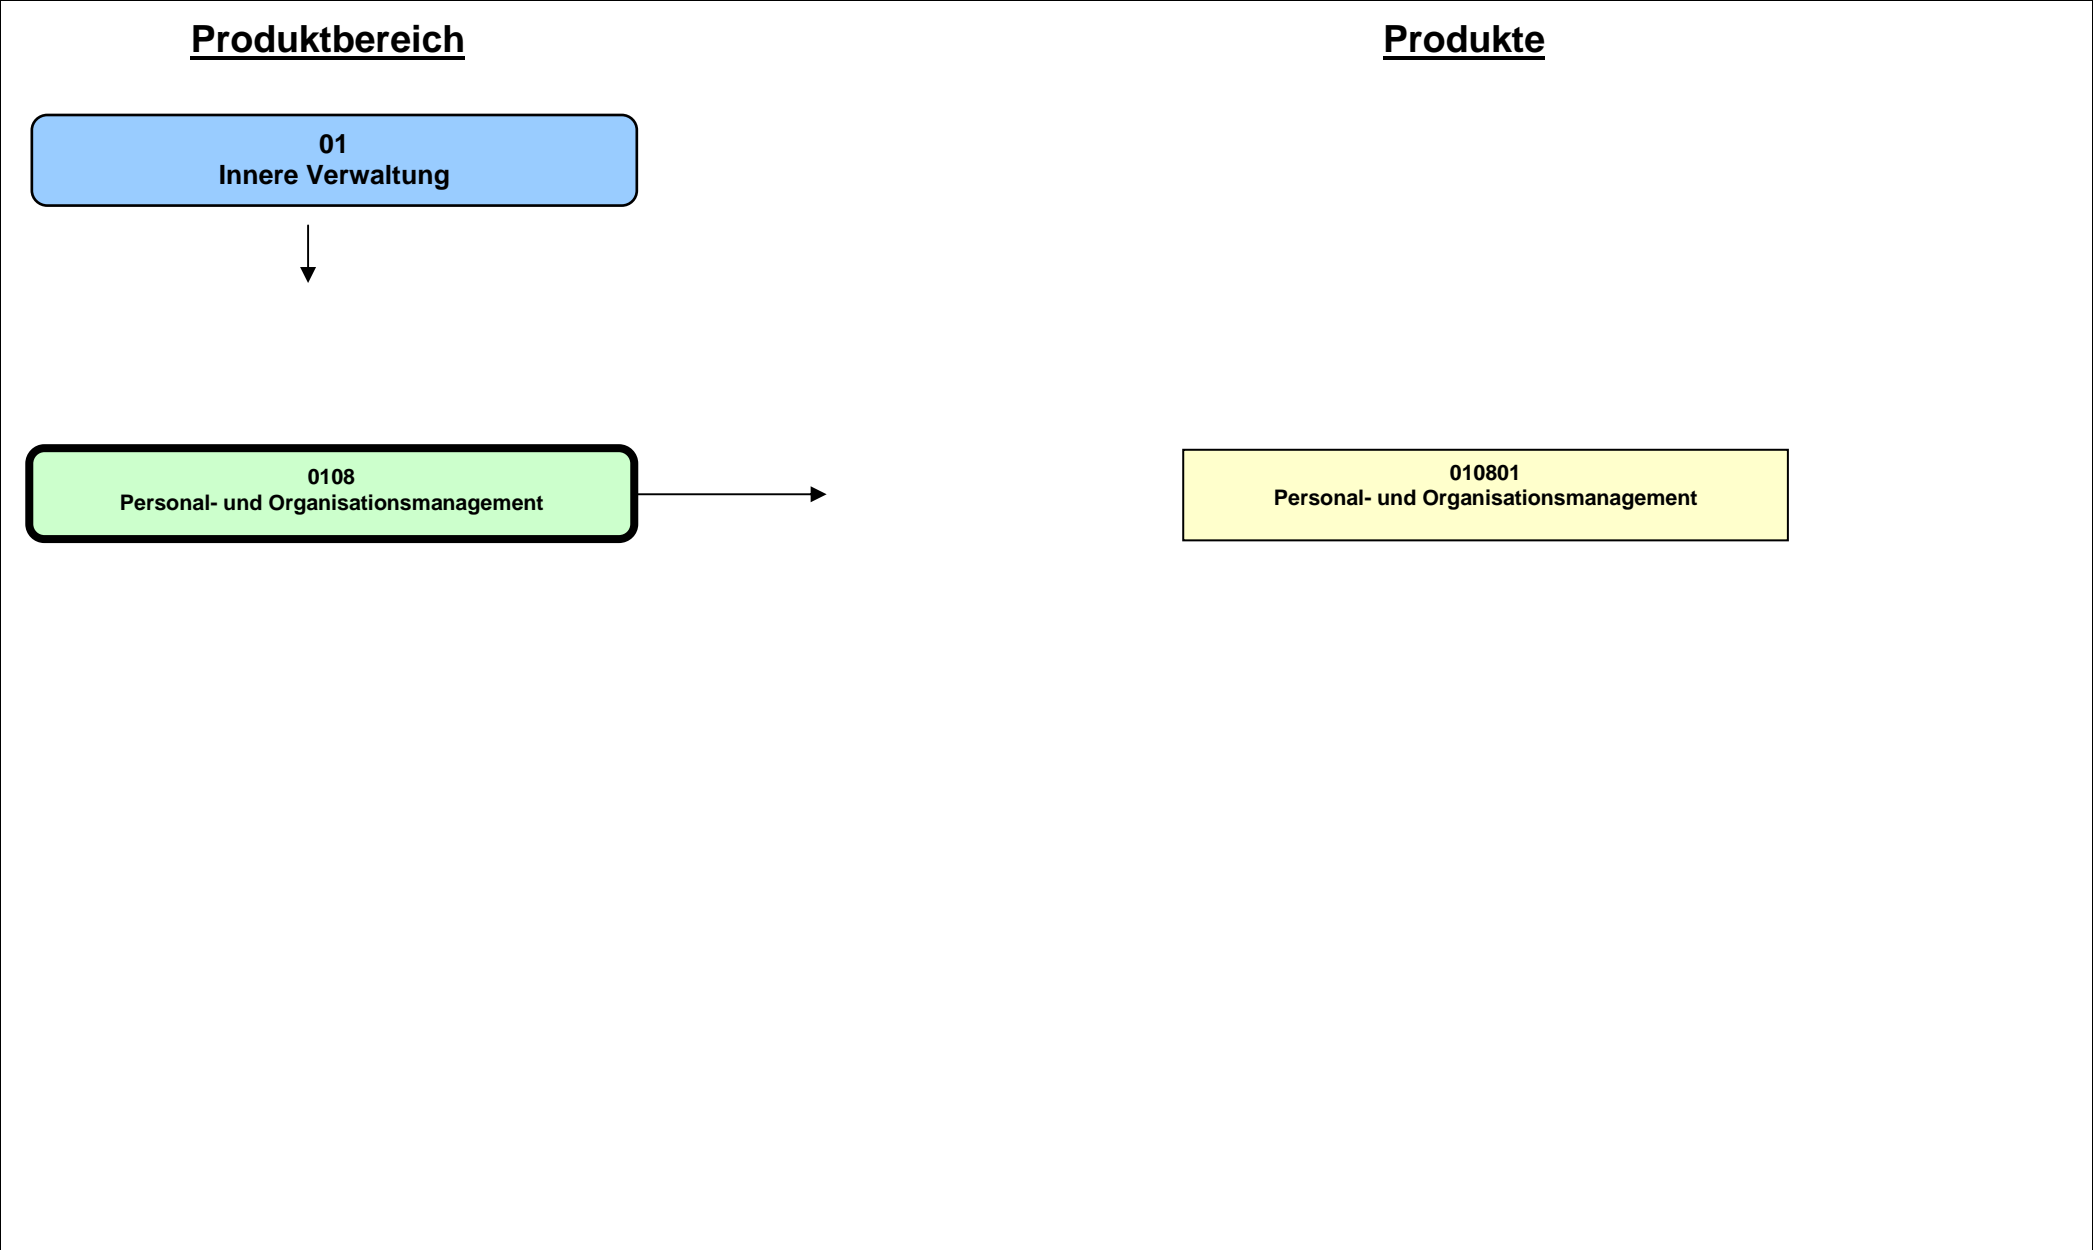 Produktbereich
Produkte
01
Innere Verwaltung
0108
Personal- und Organisationsmanagement
010801
Personal- und Organisationsmanagement